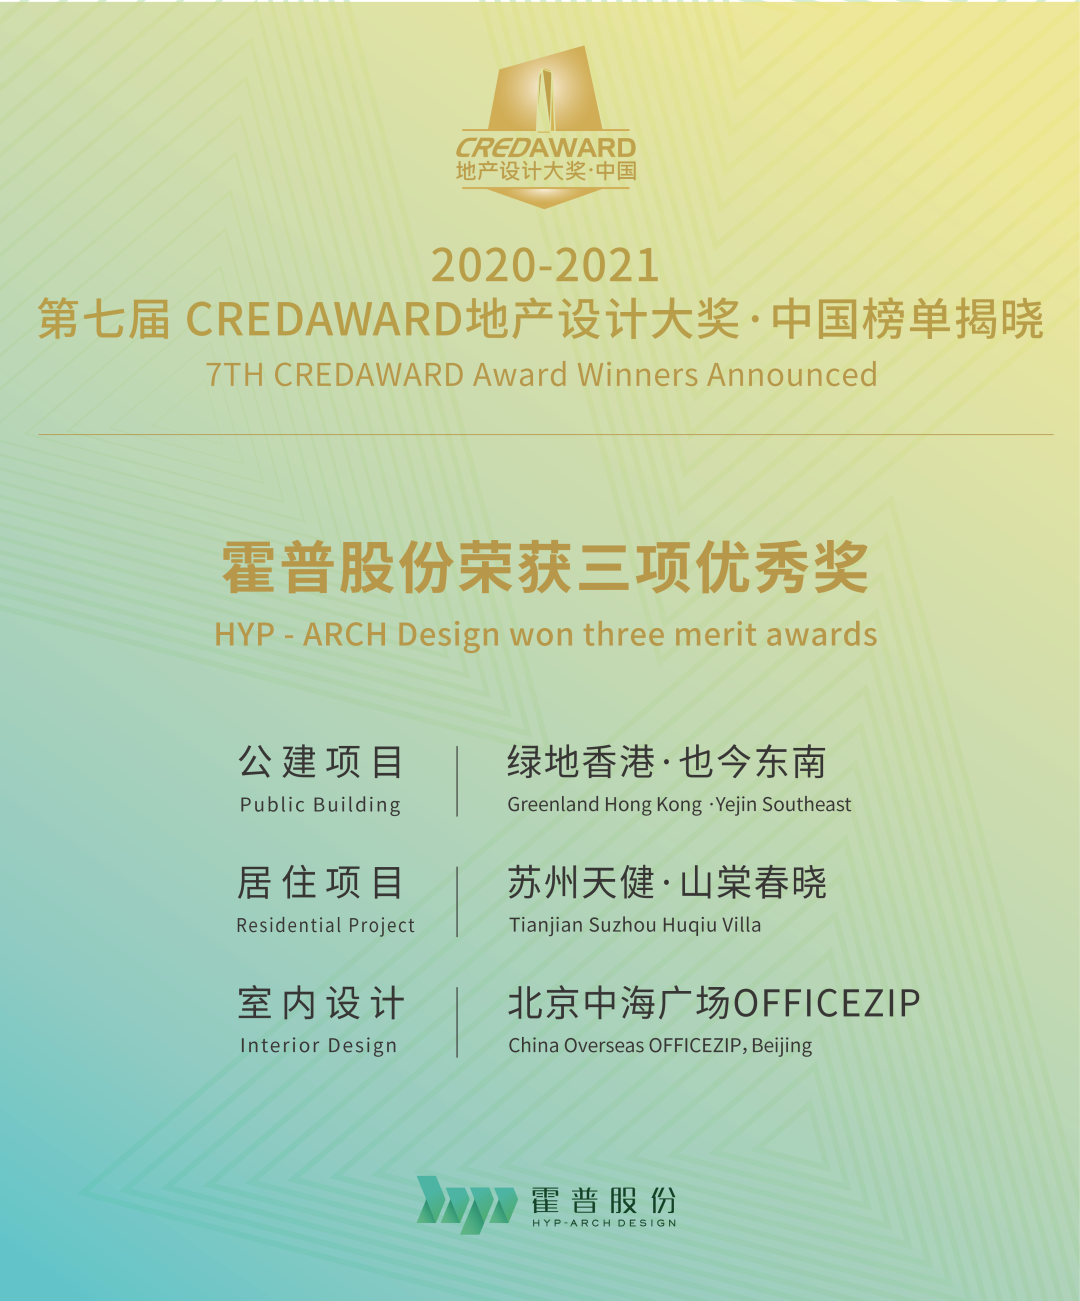 CREDAWARD
地产设计大奖·中国
2020-2021
第七届 CREDAWARD地产设计大奖·中国榜单揭晓
7TH CREDAWARD Award Winners Announced
霍普股份荣获三项优秀奖
HYP - ARCH Design won three merit awards
公建项目
绿地香港·也今东南
Public Building
Greenland Hong Kong ·Yejin Southeast
居住项目
苏州天健·山棠春晓
Residential Project
Tianjian Suzhou Huqiu Villa
室内设计
北京中海广场OFFICEZIP
Interior Design
China Overseas OFFICEZIP, Beijing
hyp 霍普股份
HYP-ARCH DESIGN